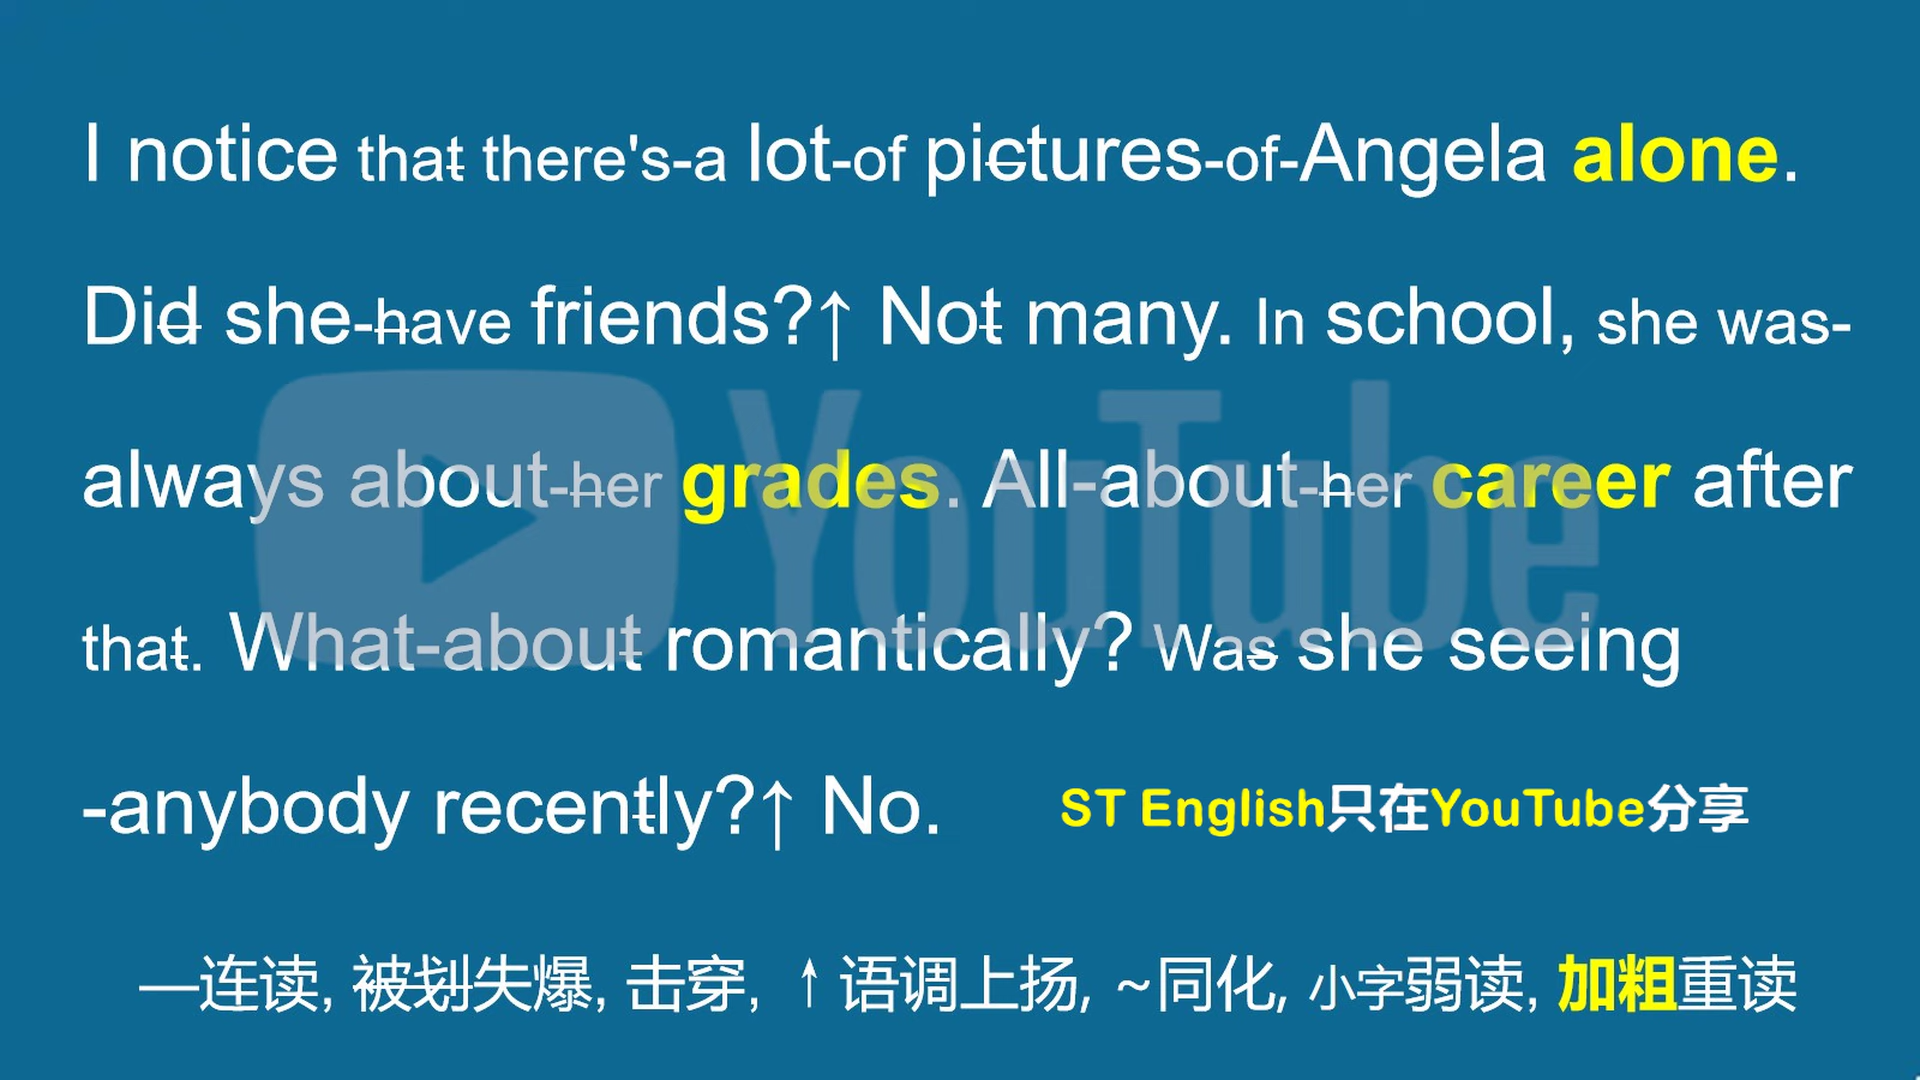 I notice that there's-a lot-of pictures-of-Angela alone.
Did she-have friends?↑ Not many. In school, she was-
always about-her grades. All-about-her career after
that. What-about romantically? Was she seeing
-anybody recently?↑ No.
ST English只在YouTube分享
YouTube
—连读, 被划失爆, 击穿, ↑语调上扬, ~同化, 小字弱读, 加粗重读